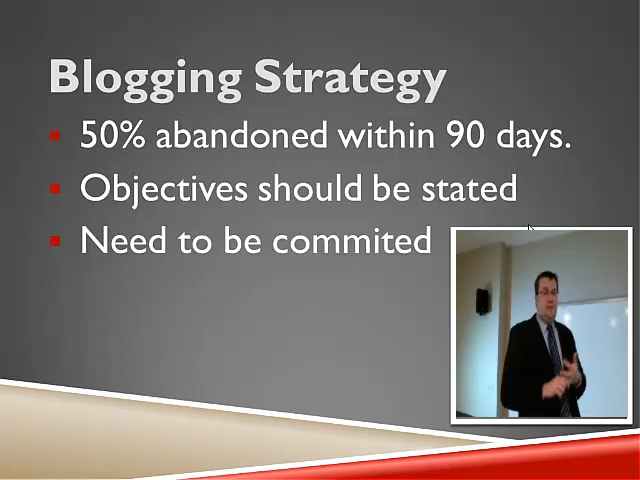 Blogging Strategy
50% abandoned within 90 days.
Objectives should be stated
Need to be commited